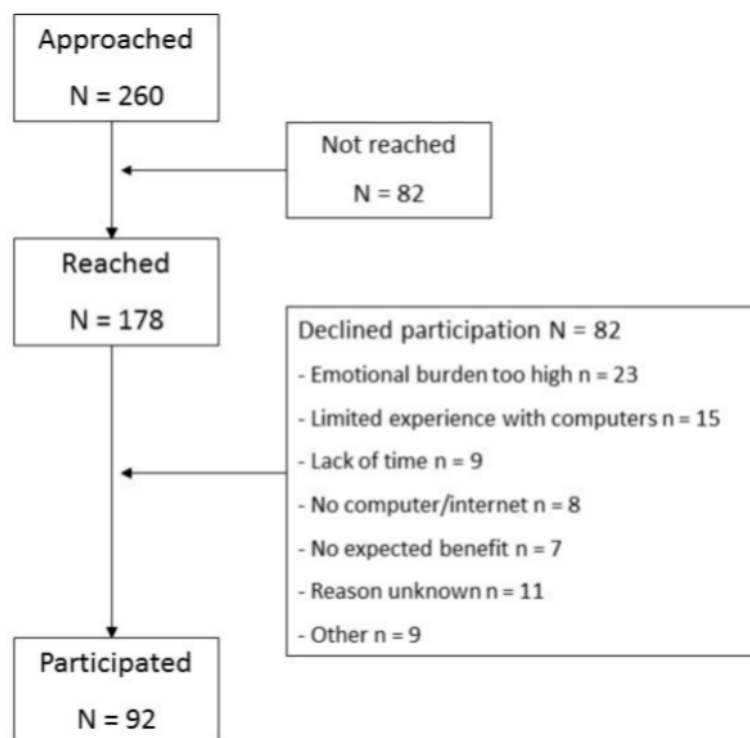 Approached
N = 260
Not reached
N = 82
Reached
N = 178
Declined participation N = 82
- Emotional burden too high n = 23
- Limited experience with computers n = 15
- Lack of time n = 9
- No computer/internet n = 8
- No expected benefit n = 7
- Reason unknown n = 11
- Other n = 9
Participated
N = 92